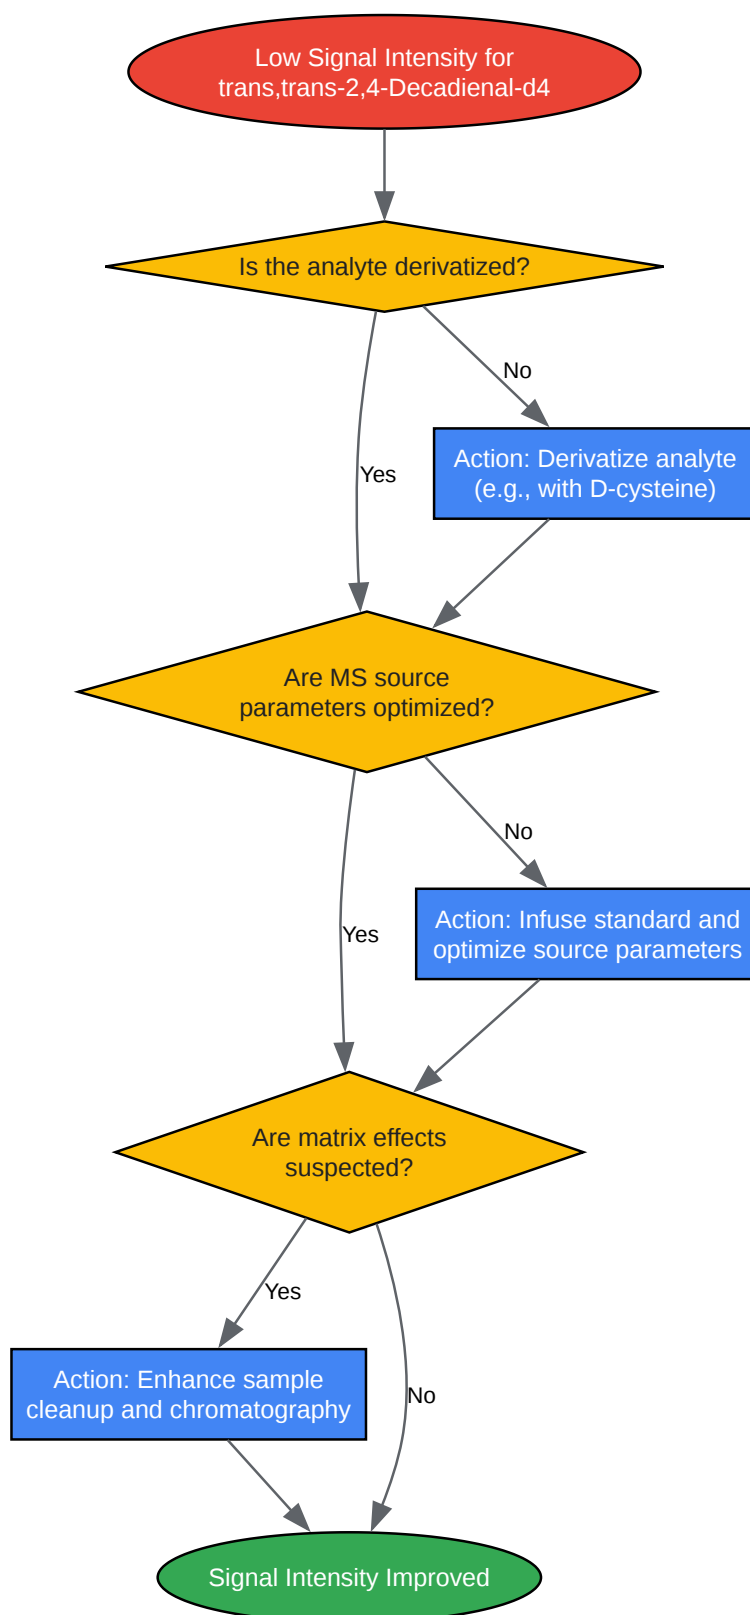 Low Signal Intensity for
trans,trans-2,4-Decadienal-d4
Is the analyte derivatized?
No
Action: Derivatize analyte
(e.g., with D-cysteine)
Yes
Are MS source
parameters optimized?
No
Action: Infuse standard and
optimize source parameters
Yes
Are matrix effects
suspected?
Yes
Action: Enhance sample
cleanup and chromatography
No
Signal Intensity Improved